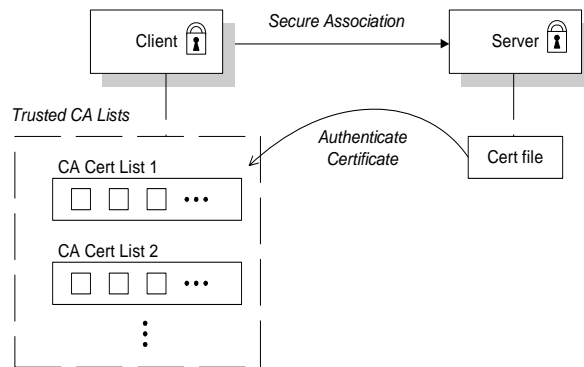 Secure Association
Client
Server
Trusted CA Lists
Authenticate
Certificate
Cert file
CA Cert List 1
CA Cert List 2